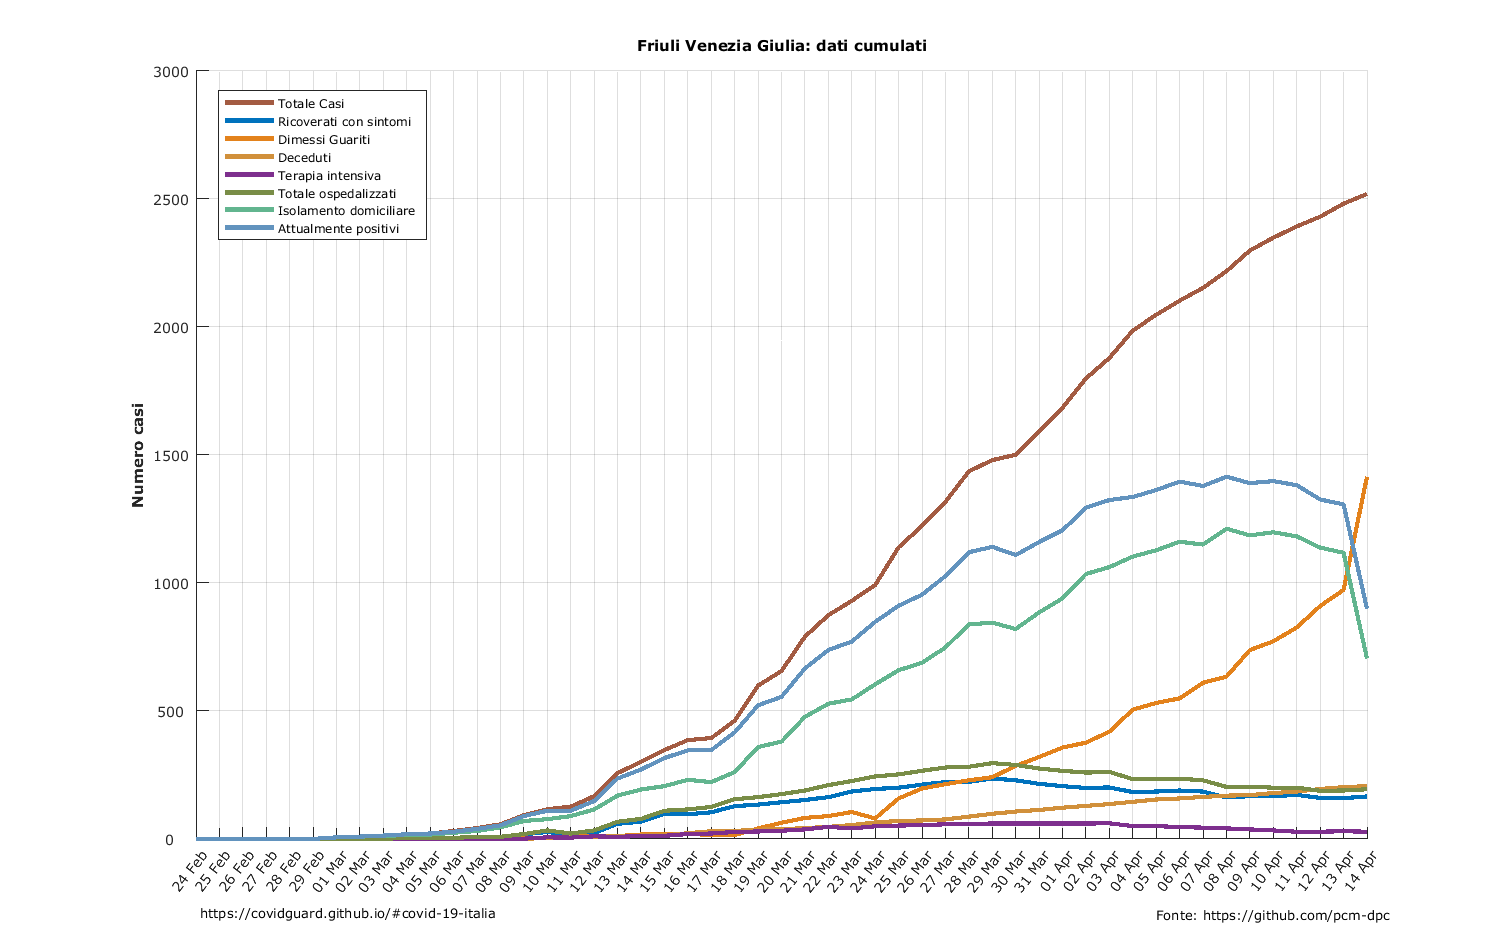 Friuli Venezia Giulia: dati cumulati
3000
2500
2000
1500
1000
500
0
Numero casi
Totale Casi
Ricoverati con sintomi
Dimessi Guariti
Deceduti
Terapia intensiva
Totale ospedalizzati
Isolamento domiciliare
Attualmente positivi
24 Feb
25 Feb
26 Feb
27 Feb
28 Feb
29 Feb
01 Mar
02 Mar
03 Mar
04 Mar
05 Mar
06 Mar
07 Mar
08 Mar
09 Mar
10 Mar
11 Mar
12 Mar
13 Mar
14 Mar
15 Mar
16 Mar
17 Mar
18 Mar
19 Mar
20 Mar
21 Mar
22 Mar
23 Mar
24 Mar
25 Mar
26 Mar
27 Mar
28 Mar
29 Mar
30 Mar
31 Mar
01 Apr
02 Apr
03 Apr
04 Apr
05 Apr
06 Apr
07 Apr
08 Apr
09 Apr
10 Apr
11 Apr
12 Apr
13 Apr
14 Apr
https://covidguard.github.io/#covid-19-italia
Fonte: https://github.com/pcm-dpc